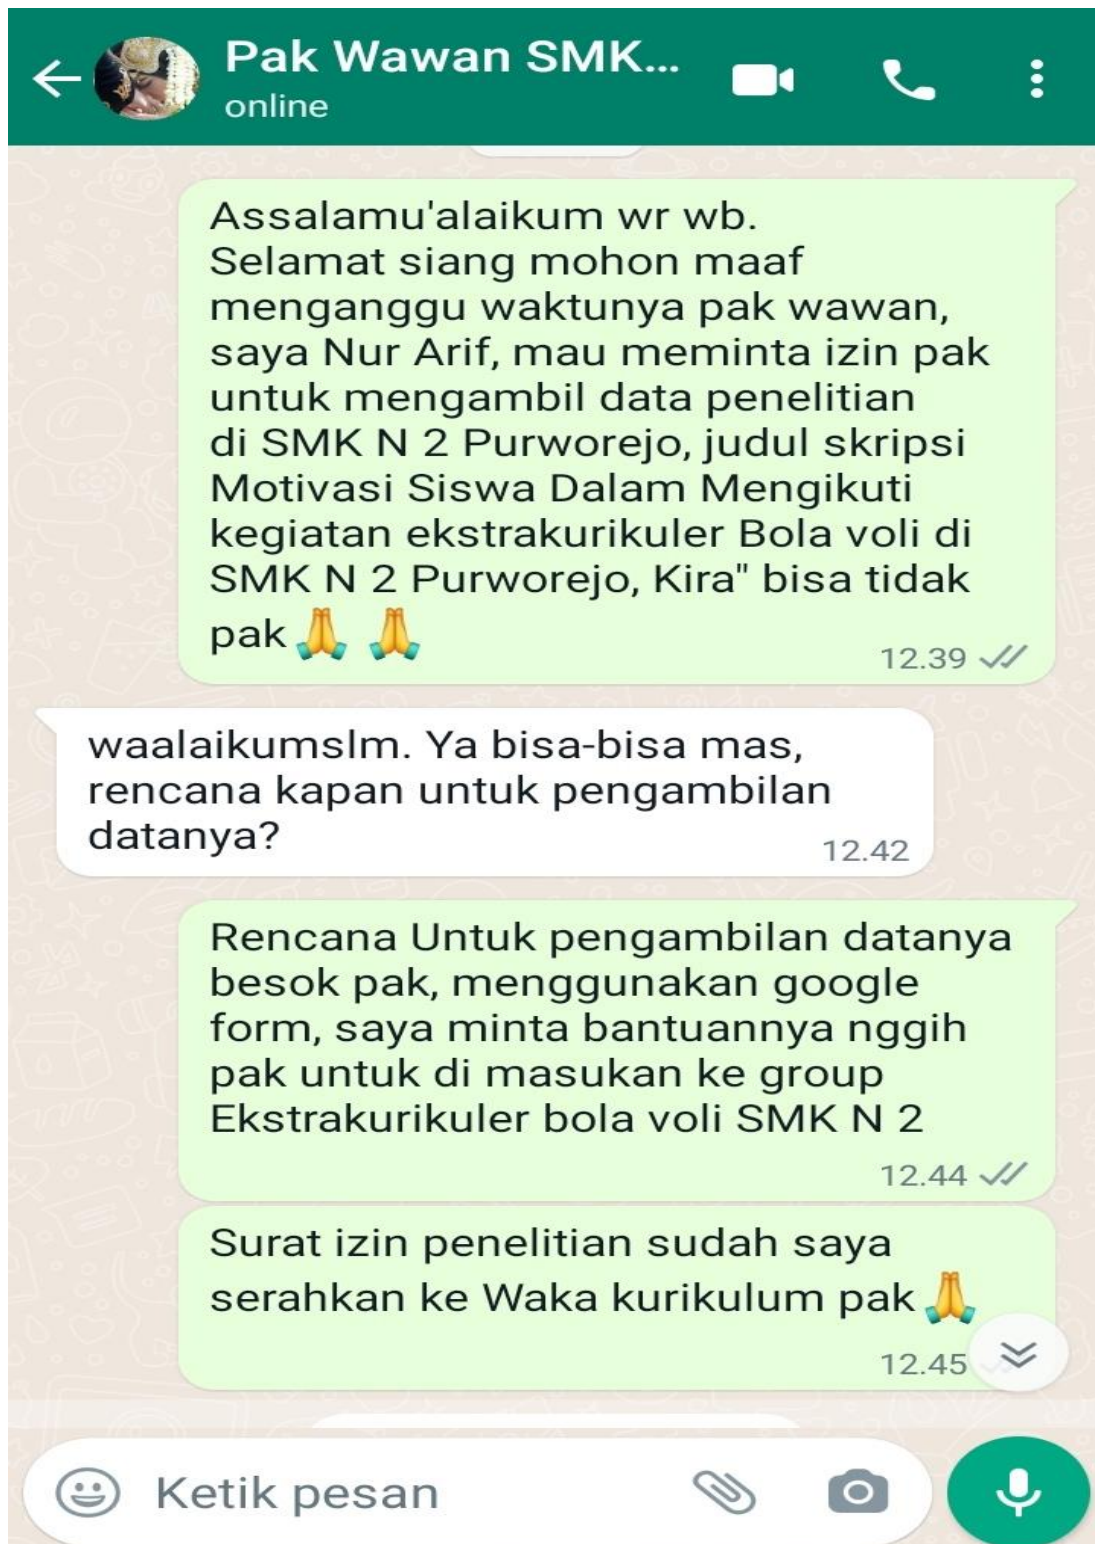 Pak Wawan SMK...
online
Assalamu'alaikum wr wb.
Selamat siang mohon maaf
menganggu waktunya pak wawan,
saya Nur Arif, mau meminta izin pak
untuk mengambil data penelitian
di SMK N 2 Purworejo, judul skripsi
Motivasi Siswa Dalam Mengikuti
kegiatan ekstrakurikuler Bola voli di
SMK N 2 Purworejo, Kira" bisa tidak
pak🙏 🙏
12.39
waalaikumslm. Ya bisa-bisa mas,
rencana kapan untuk pengambilan
datanya?
12.42
Rencana Untuk pengambilan datanya
besok pak, menggunakan google
form, saya minta bantuannya nggih
pak untuk di masukan ke group
Ekstrakurikuler bola voli SMK N 2
12.44
Surat izin penelitian sudah saya
serahkan ke Waka kurikulum pak🙏
12.45
Ketik pesan